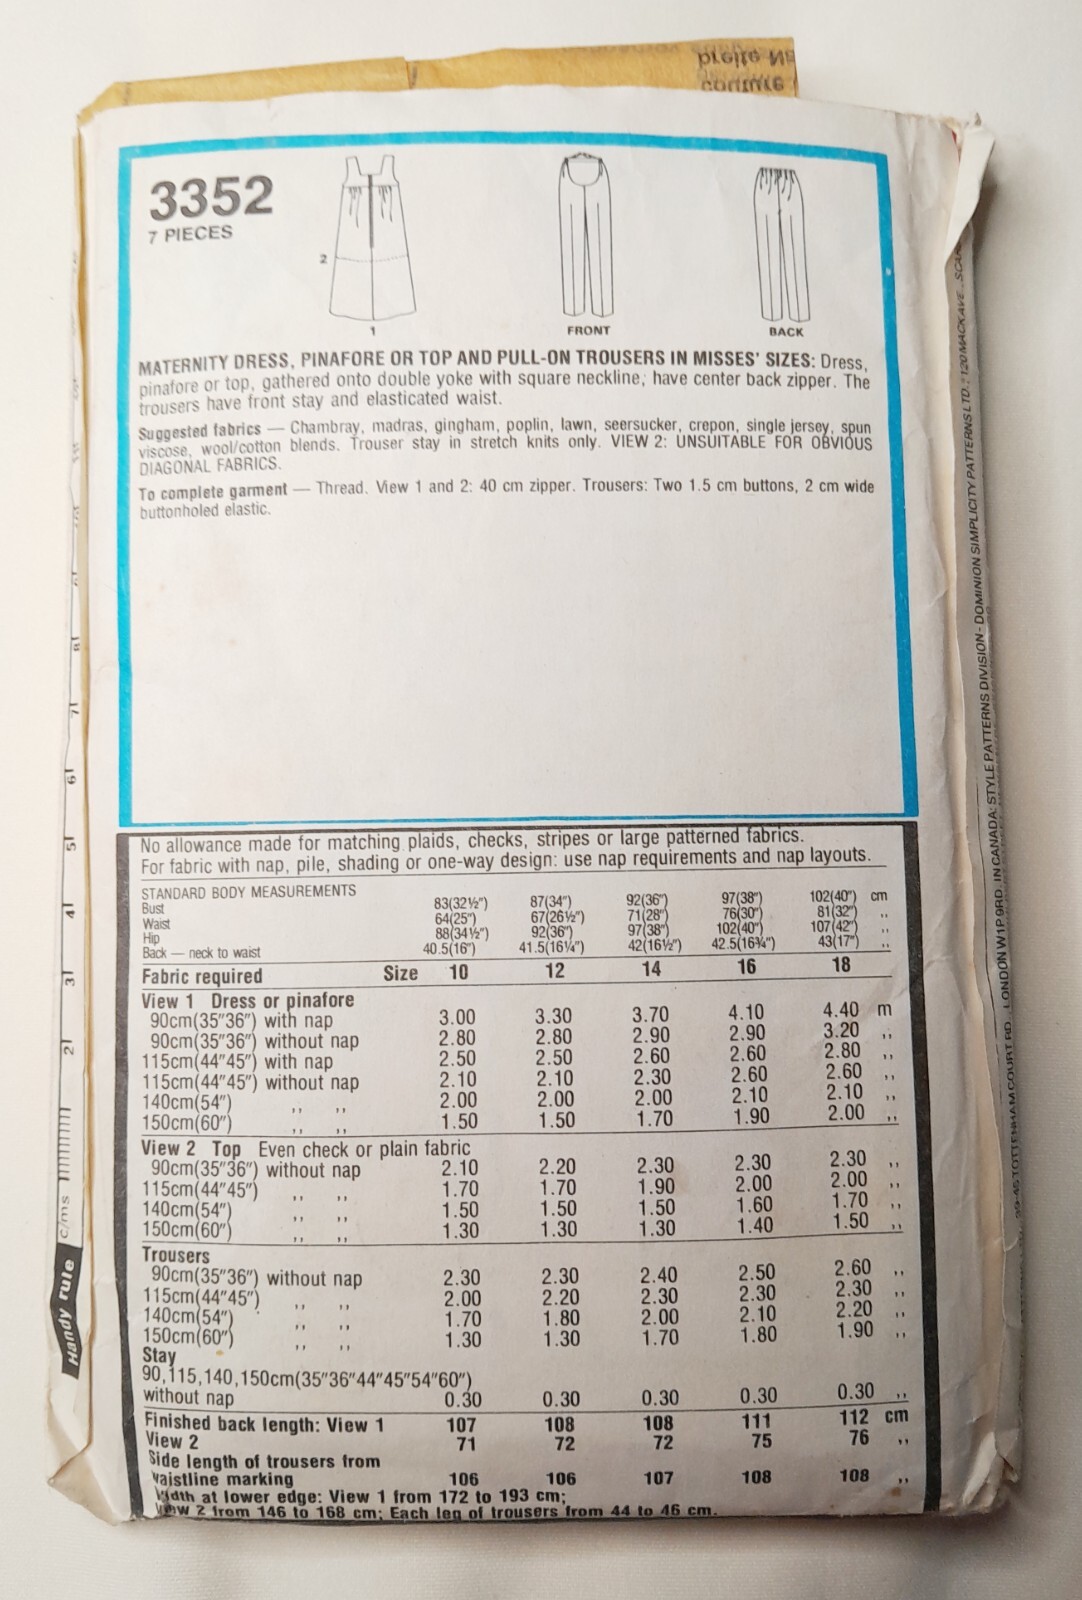 3352
7 PIECES
2
1
FRONT
BACK
MATERNITY DRESS, PINAFORE OR TOP AND PULL-ON TROUSERS IN MISSES' SIZES: Dress,
pinafore or top, gathered onto double yoke with square neckline; have center back zipper. The
trousers have front stay and elasticated waist.
Suggested fabrics — Chambray, madras, gingham, poplin, lawn, seersucker, crepon, single jersey, spun
viscose, wool/cotton blends. Trouser stay in stretch knits only. VIEW 2: UNSUITABLE FOR OBVIOUS
DIAGONAL FABRICS.
To complete garment — Thread. View 1 and 2: 40 cm zipper. Trousers: Two 1.5 cm buttons, 2 cm wide
buttonholed elastic.
No allowance made for matching plaids, checks, stripes or large patterned fabrics.
For fabric with nap, pile, shading or one-way design: use nap requirements and nap layouts.
STANDARD BODY MEASUREMENTS
Bust 83(32½") 87(34") 92(36") 97(38") 102(40") cm
Waist 64(25") 67(26½") 71(28") 76(30") 81(32") ,,
Hip 88(34½") 92(36") 97(38") 102(40") 107(42") ,,
Back — neck to waist 40.5(16") 41.5(16¼") 42(16½") 42.5(16¾") 43(17") ,,
Fabric required Size 10 12 14 16 18
View 1 Dress or pinafore
90cm(35"36") with nap 3.00 3.30 3.70 4.10 4.40 m
90cm(35"36") without nap 2.80 2.80 2.90 2.90 3.20 ,,
115cm(44"45") with nap 2.50 2.50 2.60 2.60 2.80 ,,
115cm(44"45") without nap 2.10 2.10 2.30 2.60 2.60 ,,
140cm(54") ,, ,, 2.00 2.00 2.00 2.10 2.10 ,,
150cm(60") ,, ,, 1.50 1.50 1.70 1.90 2.00 ,,
View 2 Top Even check or plain fabric
90cm(35"36") without nap 2.10 2.20 2.30 2.30 2.30 ,,
115cm(44"45") ,, ,, 1.70 1.70 1.90 2.00 2.00 ,,
140cm(54") ,, ,, 1.50 1.50 1.50 1.60 1.70 ,,
150cm(60") ,, ,, 1.30 1.30 1.30 1.40 1.50 ,,
Trousers
90cm(35"36") without nap 2.30 2.30 2.40 2.50 2.60 ,,
115cm(44"45") ,, ,, 2.00 2.20 2.30 2.30 2.30 ,,
140cm(54") ,, ,, 1.70 1.80 2.00 2.10 2.20 ,,
150cm(60") ,, ,, 1.30 1.30 1.70 1.80 1.90 ,,
Stay
90,115,140,150cm(35"36"44"45"54"60")
without nap 0.30 0.30 0.30 0.30 0.30 ,,
Finished back length: View 1 107 108 108 111 112 cm
View 2 71 72 72 75 76 ,,
Side length of trousers from
waistline marking 106 106 107 108 108 ,,
Width at lower edge: View 1 from 172 to 193 cm;
View 2 from 146 to 168 cm; Each leg of trousers from 44 to 46 cm.
Handy rule c/ms 2 3 4 5 6 7 8
TOTTENHAM COURT RD., LONDON W1P 9RD. IN CANADA: STYLE PATTERNS DIVISION - DOMINION SIMPLICITY PATTERNS LTD., 120 MACK AVE.,
breite
couture